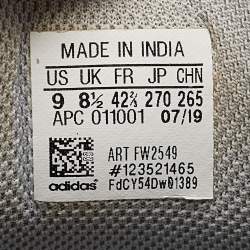 MADE IN INDIA
US UK FR JP CHN
9 8½ 42⅔ 270 265
APC 011001 07/19
ART FW2549
#123521465
adidas FdCY54Dw01389